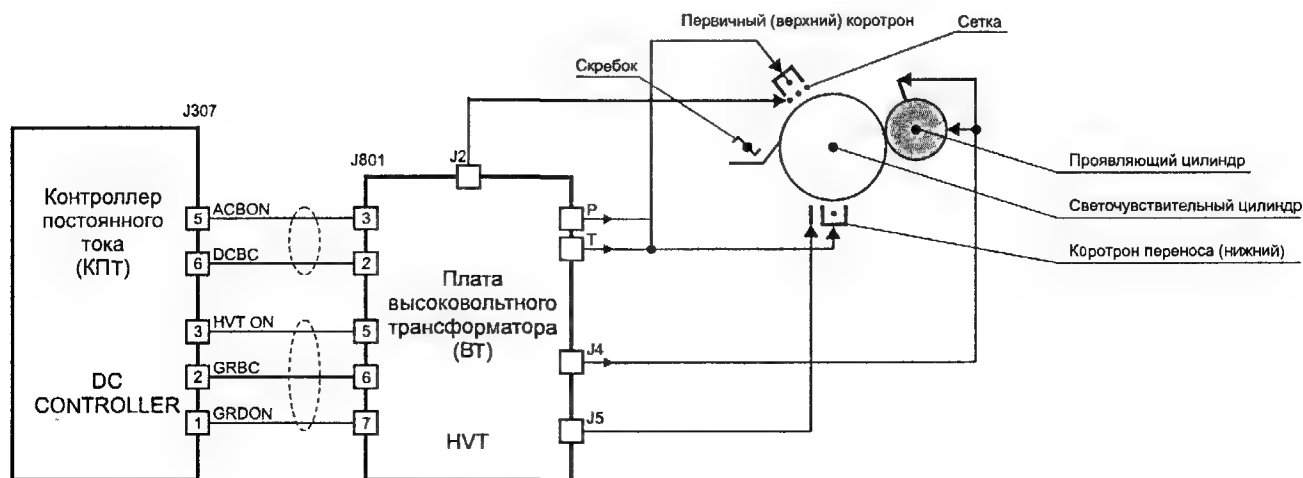 Первичный (верхний) коротрон
Сетка
Скребок
J307
J801
J2
Контроллер
постоянного
тока
(КПт)
DC
CONTROLLER
5 ACBON 3
6 DCBC 2
3 HVT ON 5
2 GRBC 6
1 GRDON 7
Плата
высоковольтного
трансформатора
(ВТ)
HVT
P
T
J4
J5
Проявляющий цилиндр
Светочувствительный цилиндр
Коротрон переноса (нижний)